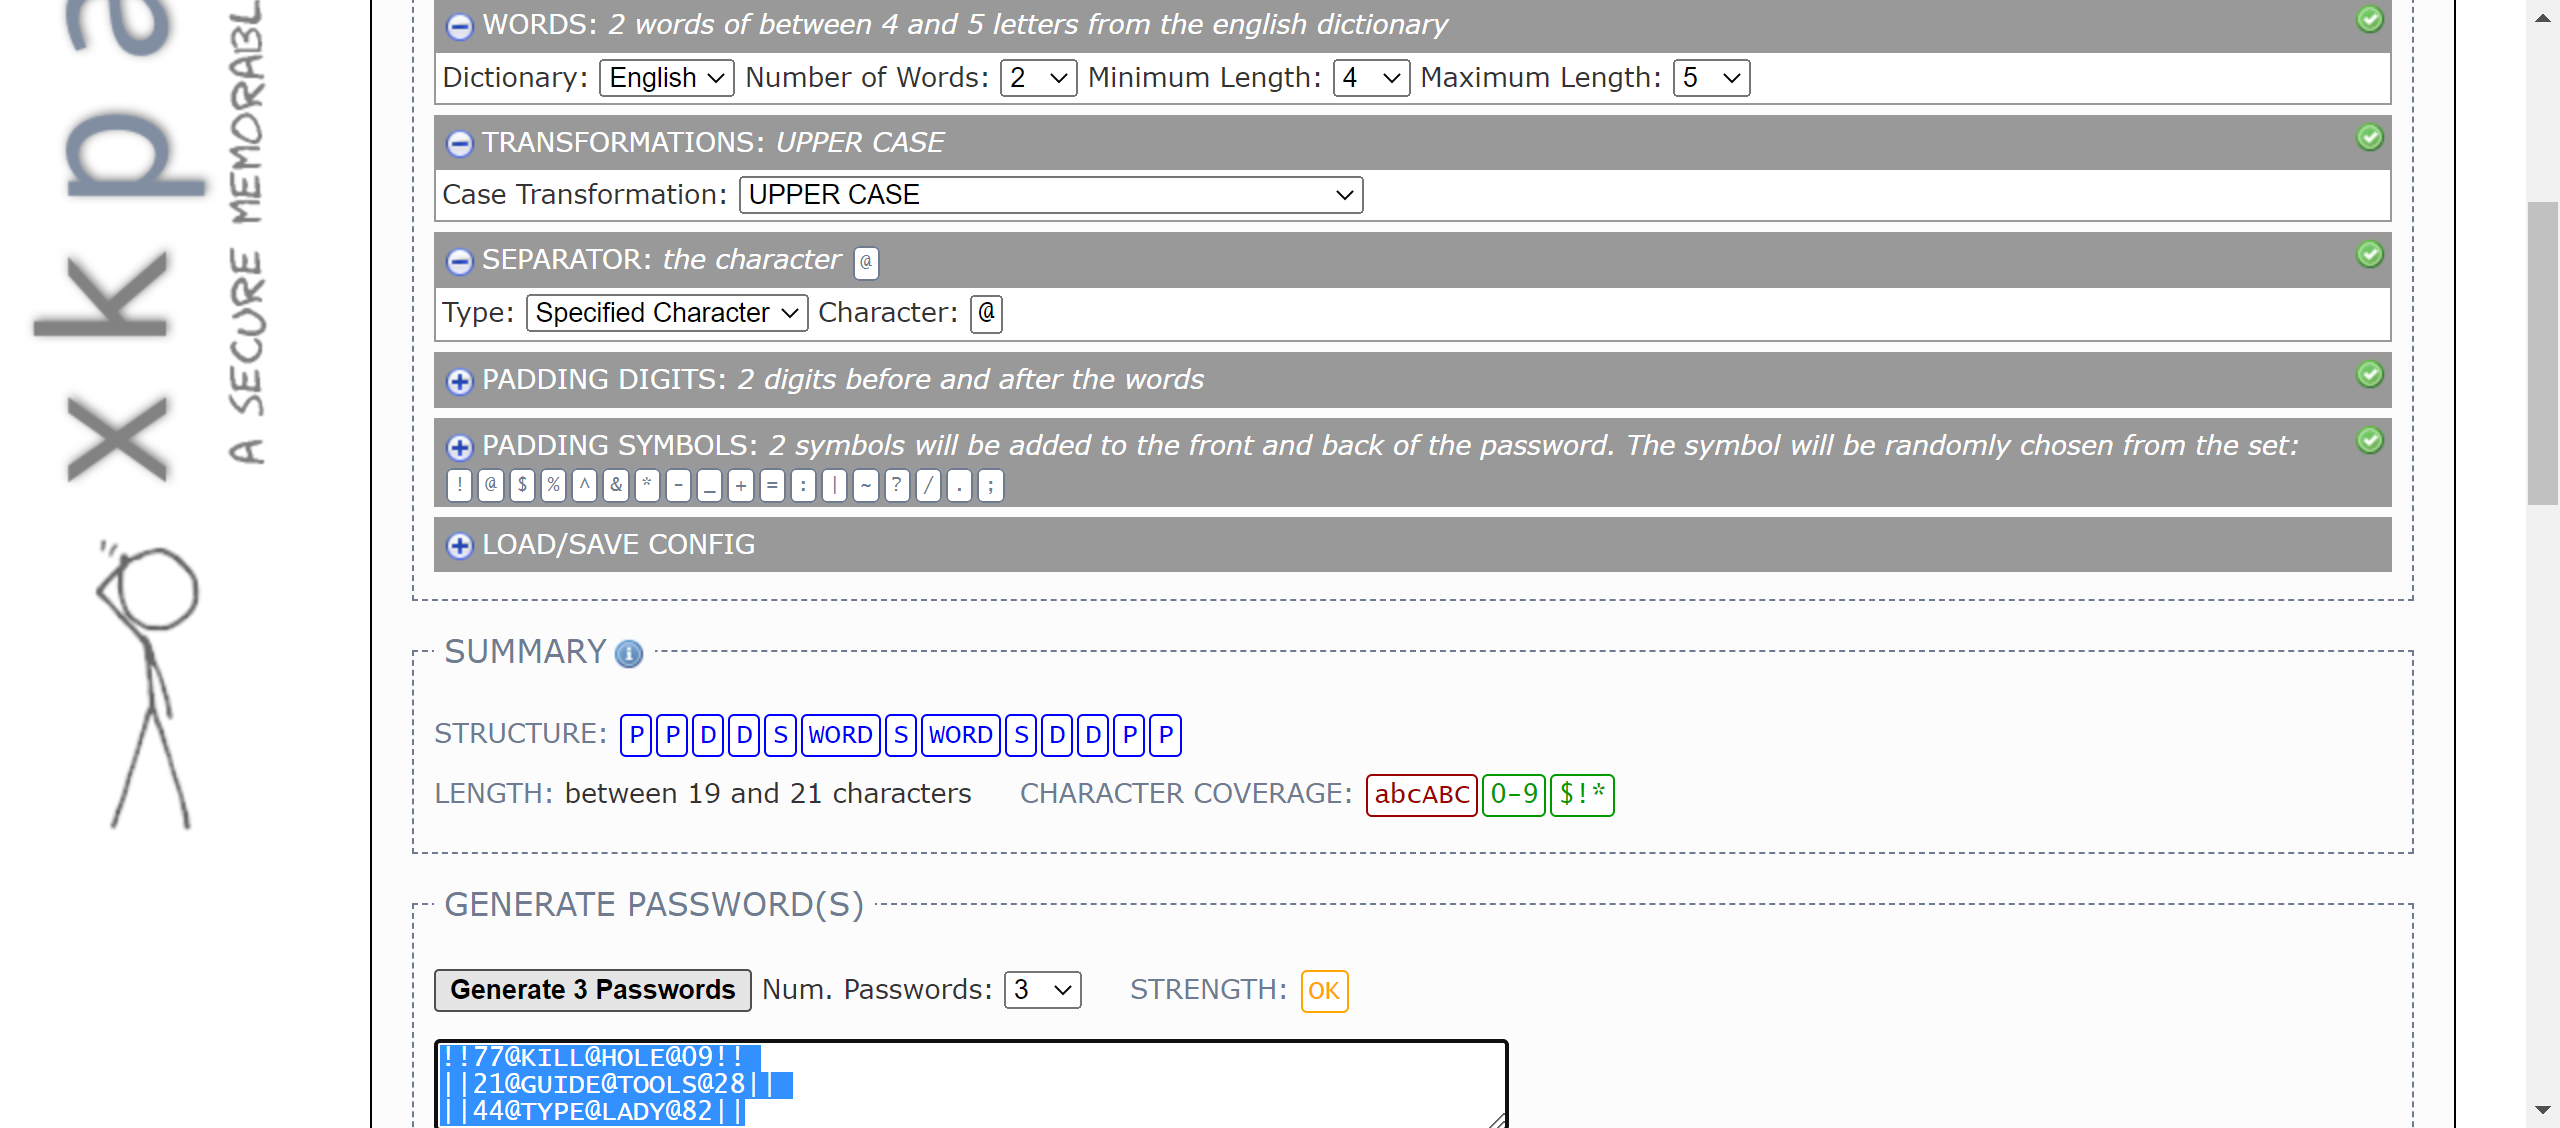 xkpa
A SECURE MEMORABL
WORDS: 2 words of between 4 and 5 letters from the english dictionary
Dictionary: English Number of Words: 2 Minimum Length: 4 Maximum Length: 5
TRANSFORMATIONS: UPPER CASE
Case Transformation: UPPER CASE
SEPARATOR: the character @
Type: Specified Character Character: @
PADDING DIGITS: 2 digits before and after the words
PADDING SYMBOLS: 2 symbols will be added to the front and back of the password. The symbol will be randomly chosen from the set:
! @ $ % ^ & * - _ + = : | ~ ? / . ;
LOAD/SAVE CONFIG
SUMMARY
STRUCTURE: P P D D S WORD S WORD S D D P P
LENGTH: between 19 and 21 characters CHARACTER COVERAGE: abcABC 0-9 $!*
GENERATE PASSWORD(S)
Generate 3 Passwords Num. Passwords: 3 STRENGTH: OK
!!77@KILL@HOLE@09!!
||21@GUIDE@TOOLS@28||
||44@TYPE@LADY@82||